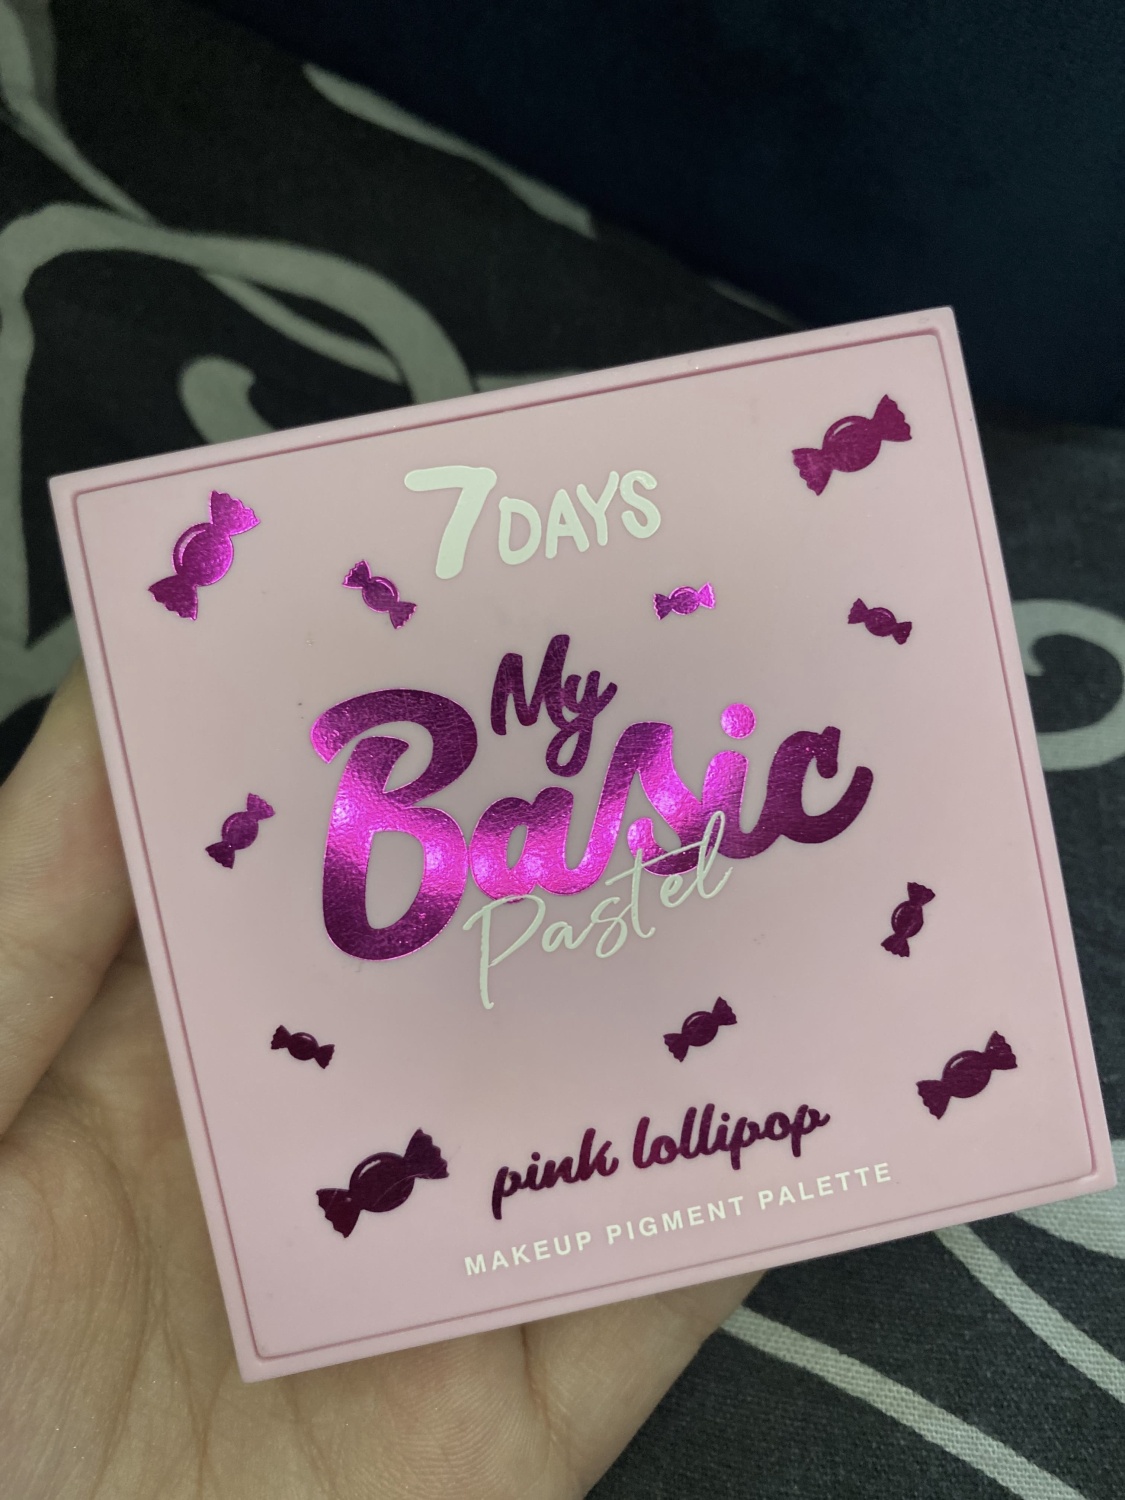 7DAYS
My
Basic
Pastel
pink lollipop
MAKEUP PIGMENT PALETTE